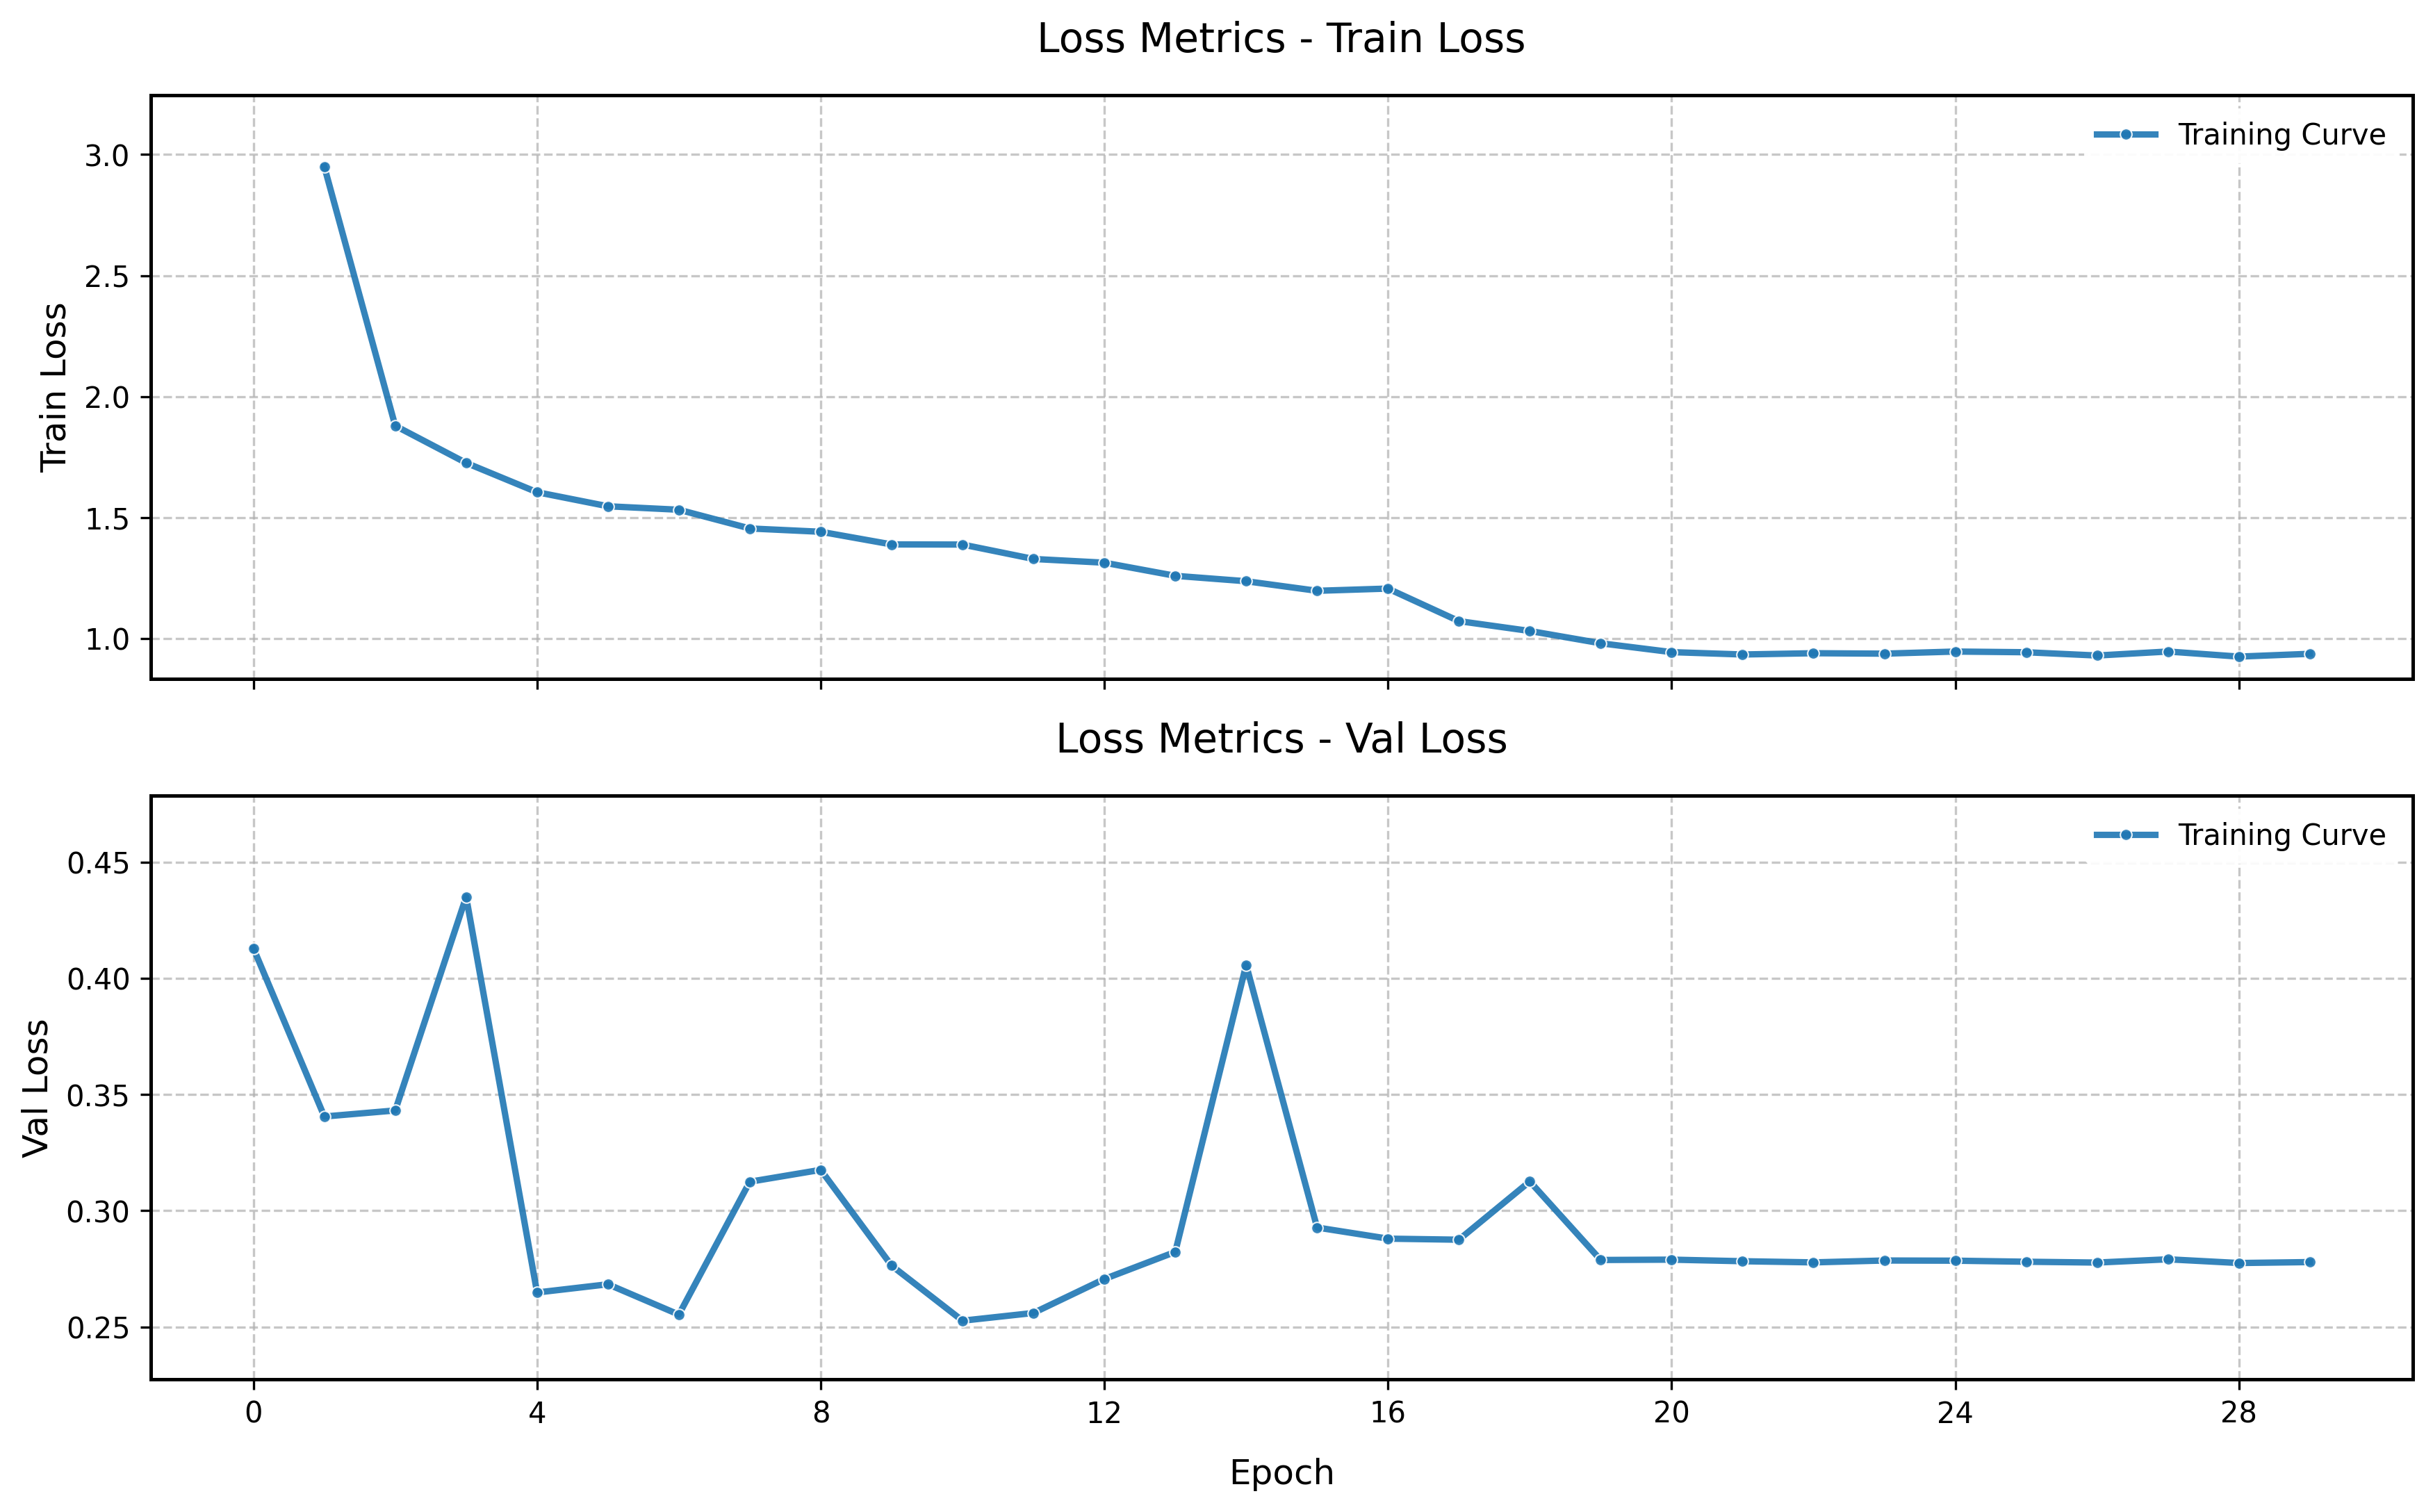 Loss Metrics - Train Loss
Training Curve
Train Loss
3.0
2.5
2.0
1.5
1.0
Loss Metrics - Val Loss
Training Curve
Val Loss
0.45
0.40
0.35
0.30
0.25
0 4 8 12 16 20 24 28
Epoch